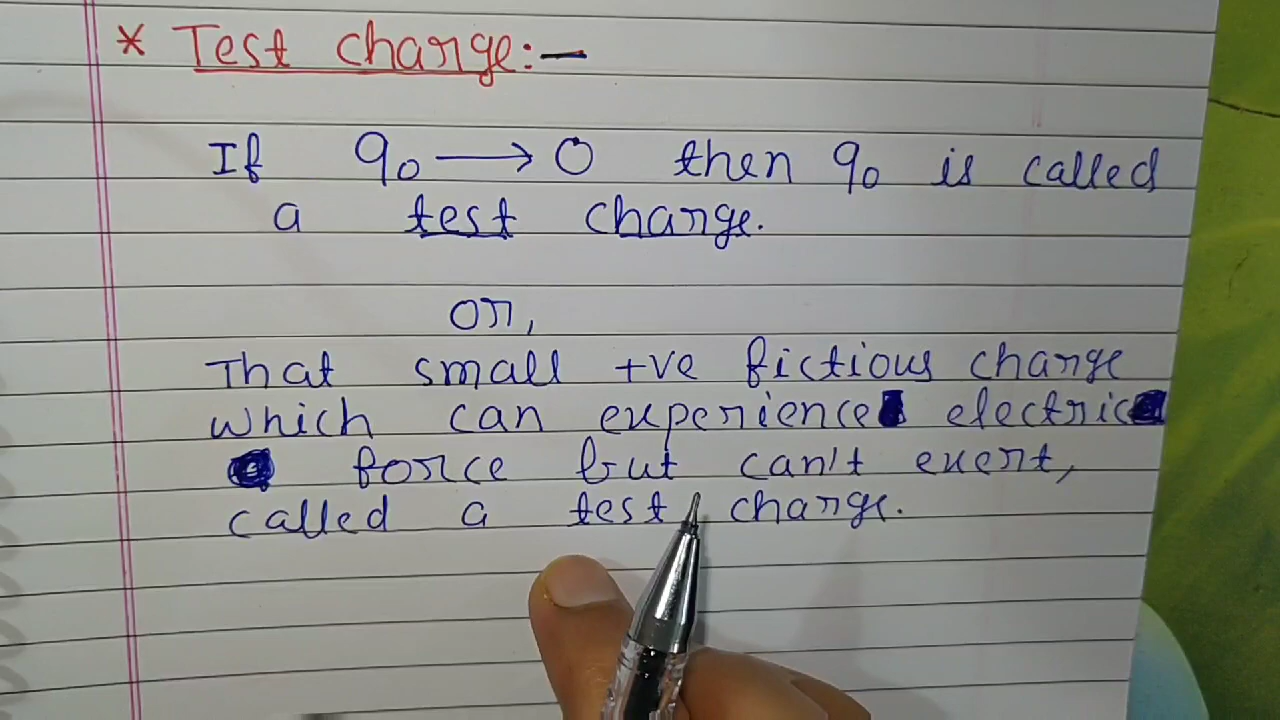 * Test charge:-
If q₀ → 0 then q₀ is called
a test charge.
or,
That small +ve fictious charge
which can experience electric
force but can't exert,
called a test charge.